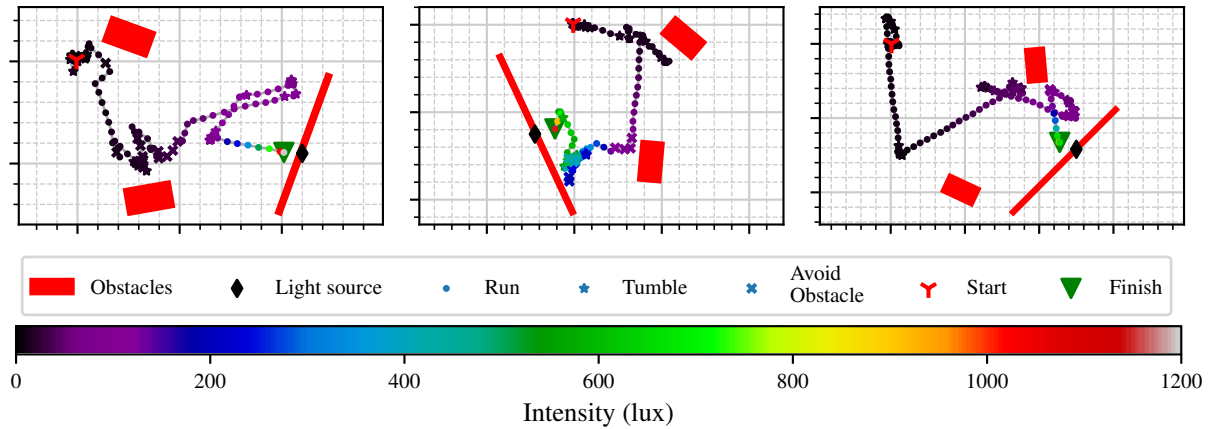 Obstacles
Light source
Run
Tumble
Avoid
Obstacle
Start
Finish
0 200 400 600 800 1000 1200
Intensity (lux)